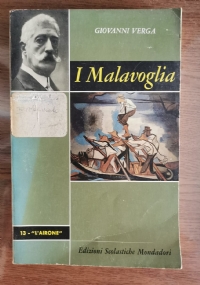 GIOVANNI VERGA
I Malavoglia
13 - "L'AIRONE"
Edizioni Scolastiche Mondadori